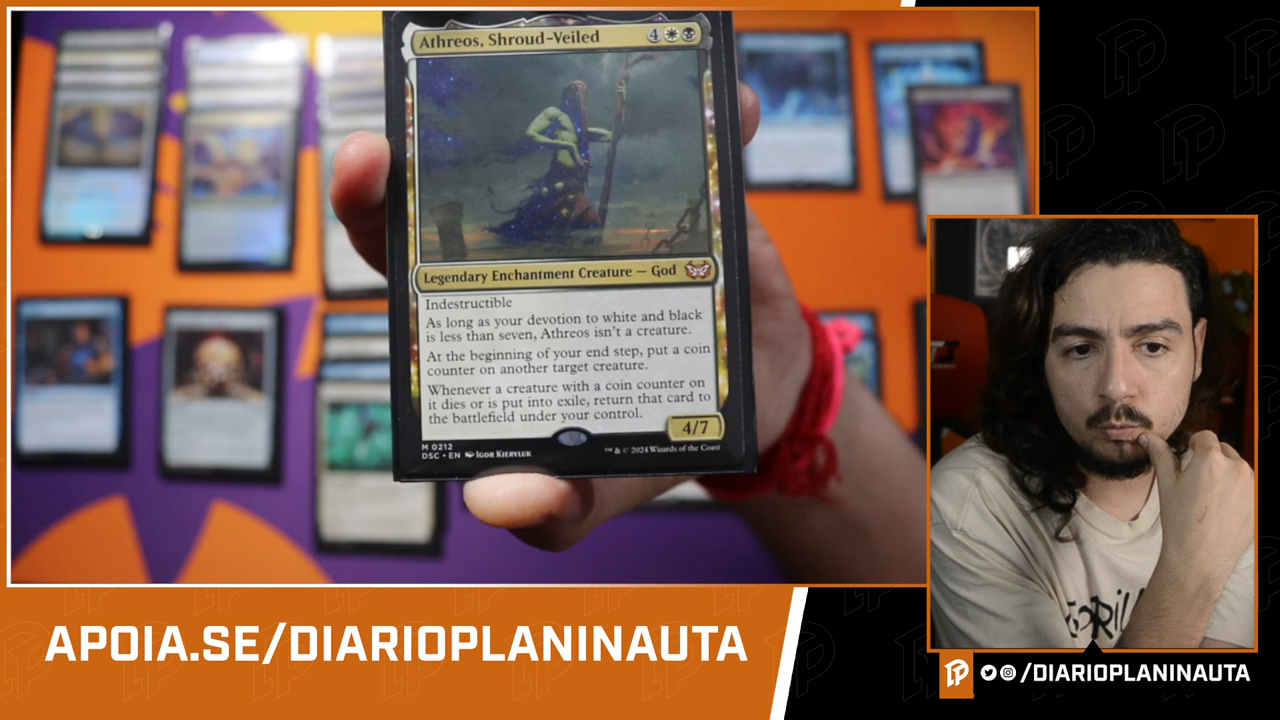 Athreos, Shroud-Veiled
4
Legendary Enchantment Creature — God
Indestructible
As long as your devotion to white and black
is less than seven, Athreos isn't a creature.
At the beginning of your end step, put a coin
counter on another target creature.
Whenever a creature with a coin counter on
it dies or is put into exile, return that card to
the battlefield under your control.
4/7
M 0212
DSC • EN IGOR KIERYLUK
™ & © 2024 Wizards of the Coast
APOIA.SE/DIARIOPLANINAUTA
/DIARIOPLANINAUTA